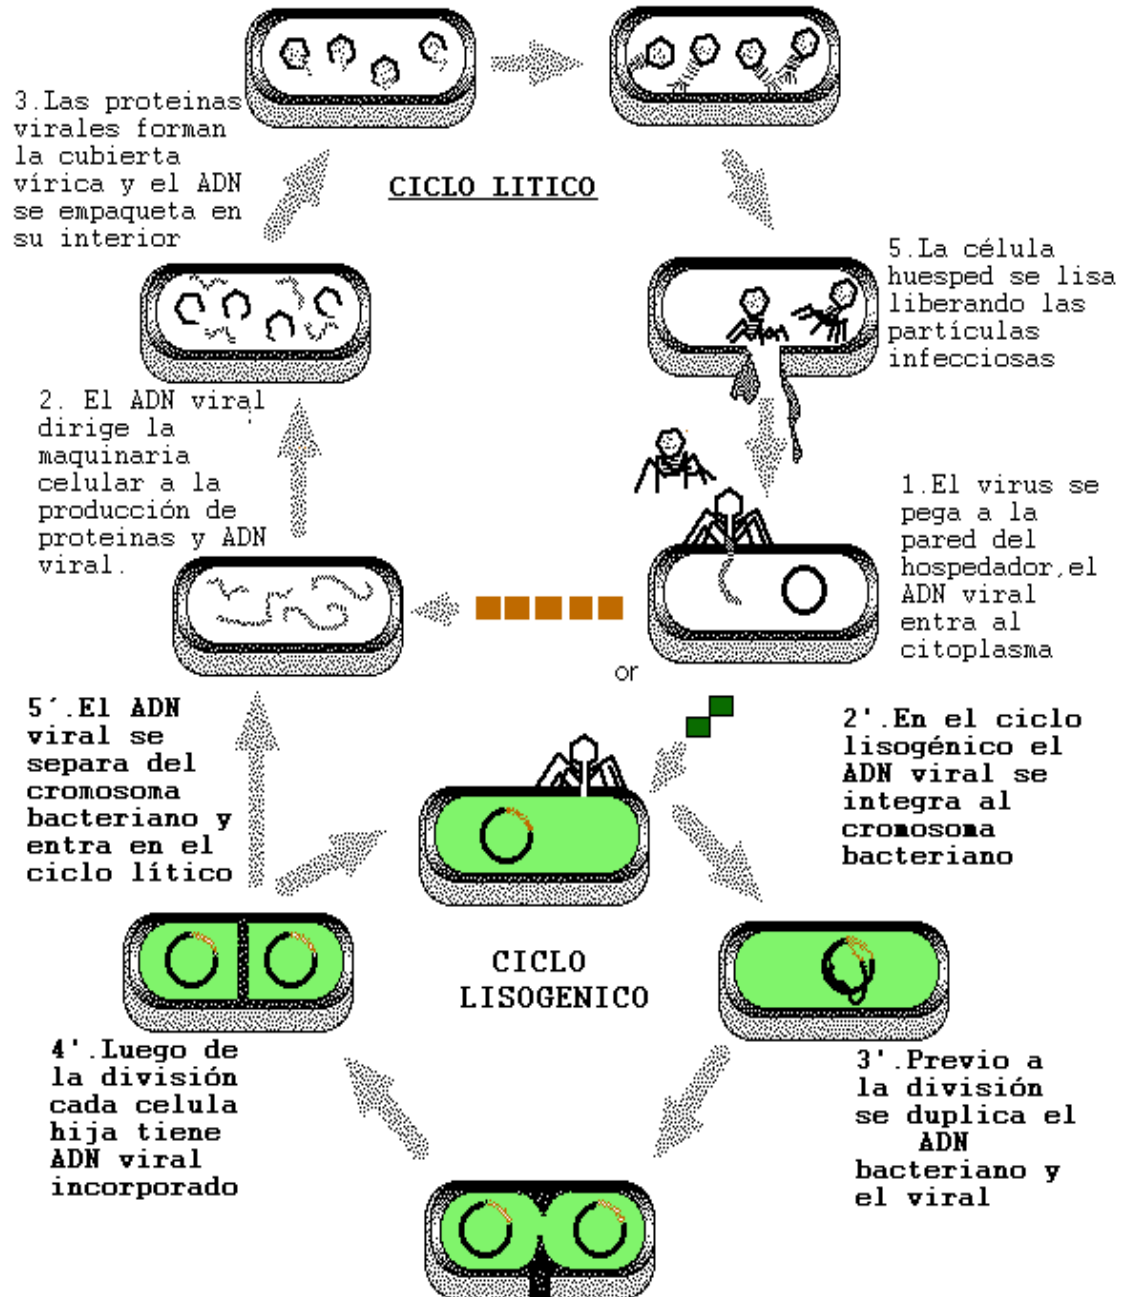 3.Las proteinas
virales forman
la cubierta
vírica y el ADN
se empaqueta en
su interior
CICLO LITICO
5.La célula
huesped se lisa
liberando las
partículas
infecciosas
2. El ADN viral
dirige la
maquinaria
celular a la
producción de
proteinas y ADN
viral.
1.El virus se
pega a la
pared del
hospedador,el
ADN viral
entra al
citoplasma
or
5´.El ADN
viral se
separa del
cromosoma
bacteriano y
entra en el
ciclo lítico
2'.En el ciclo
lisogénico el
ADN viral se
integra al
cromosoma
bacteriano
CICLO
LISOGENICO
4'.Luego de
la división
cada celula
hija tiene
ADN viral
incorporado
3'.Previo a
la división
se duplica el
ADN
bacteriano y
el viral